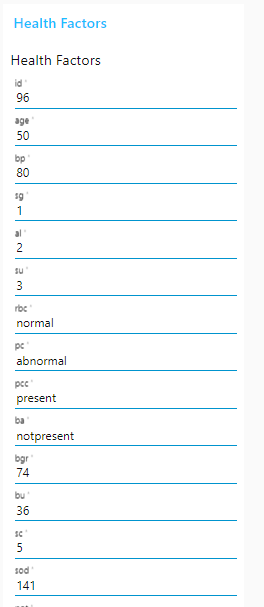 Health Factors
Health Factors
id *
96
age *
50
bp *
80
sg *
1
al *
2
su *
3
rbc *
normal
pc *
abnormal
pcc *
present
ba *
notpresent
bgr *
74
bu *
36
sc *
5
sod *
141